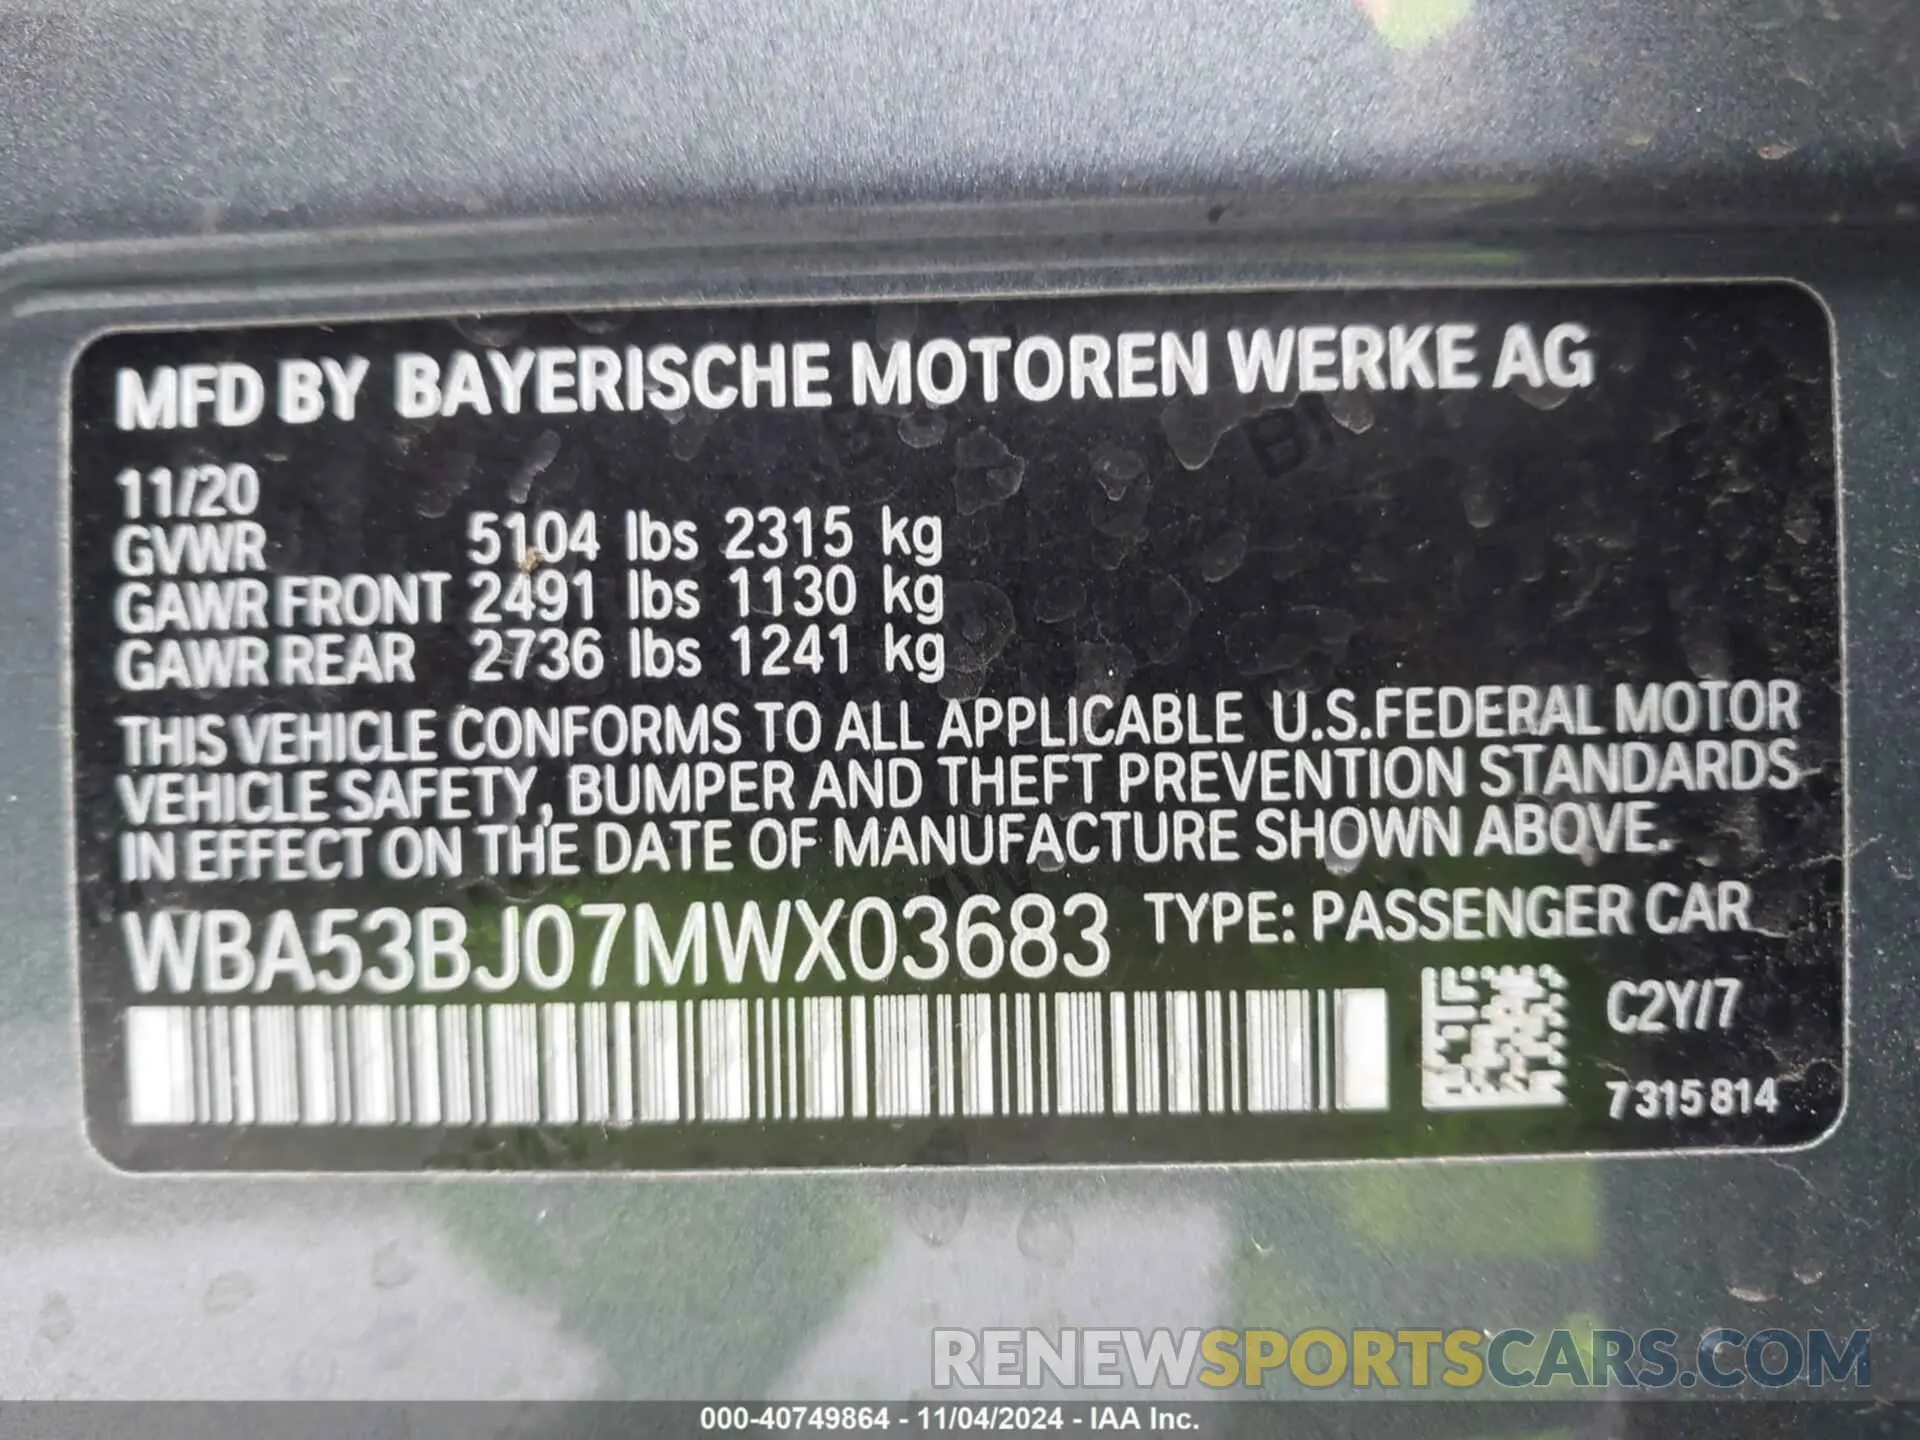 MFD BY BAYERISCHE MOTOREN WERKE AG
11/20
GVWR 5104 lbs 2315 kg
GAWR FRONT 2491 lbs 1130 kg
GAWR REAR 2736 lbs 1241 kg
THIS VEHICLE CONFORMS TO ALL APPLICABLE U.S.FEDERAL MOTOR
VEHICLE SAFETY, BUMPER AND THEFT PREVENTION STANDARDS
IN EFFECT ON THE DATE OF MANUFACTURE SHOWN ABOVE.
WBA53BJ07MWX03683 TYPE: PASSENGER CAR
C2Y/7
7 315 814
RENEWSPORTSCARS.COM
000-40749864 - 11/04/2024 - IAA Inc.